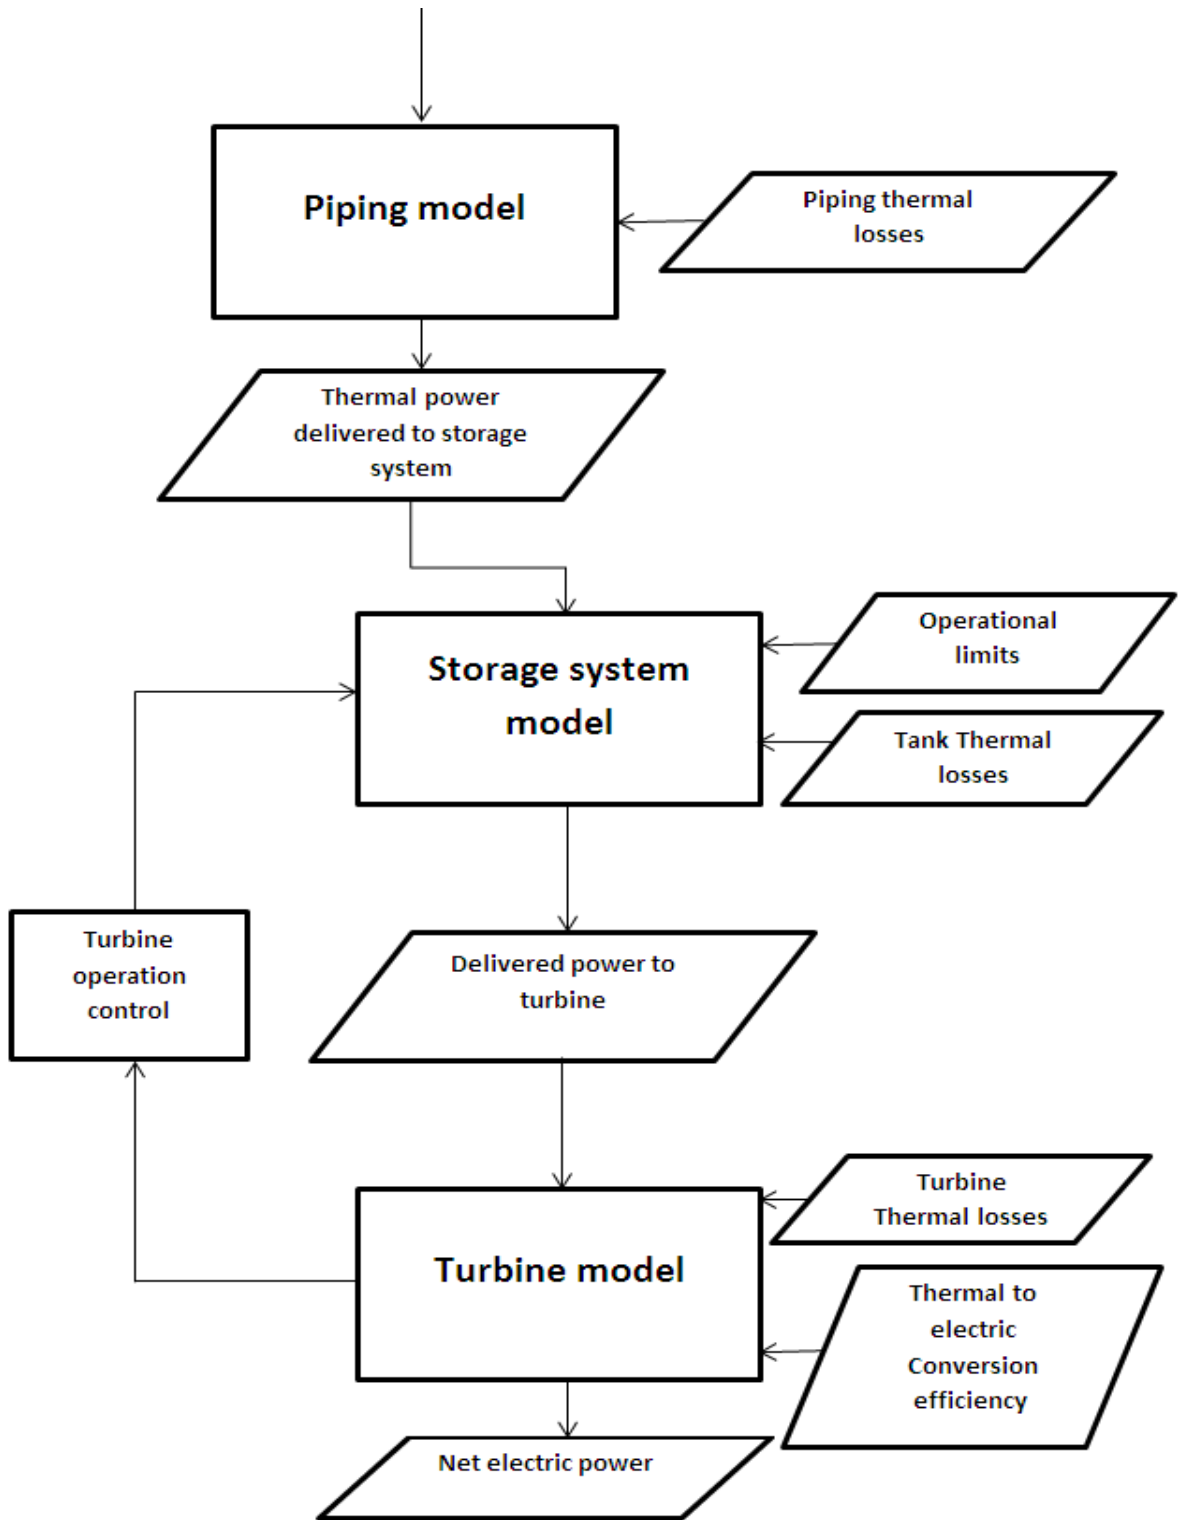 Piping model
Piping thermal
losses
Thermal power
delivered to storage
system
Operational
limits
Storage system
model
Tank Thermal
losses
Turbine
operation
control
Delivered power to
turbine
Turbine
Thermal losses
Turbine model
Thermal to
electric
Conversion
efficiency
Net electric power